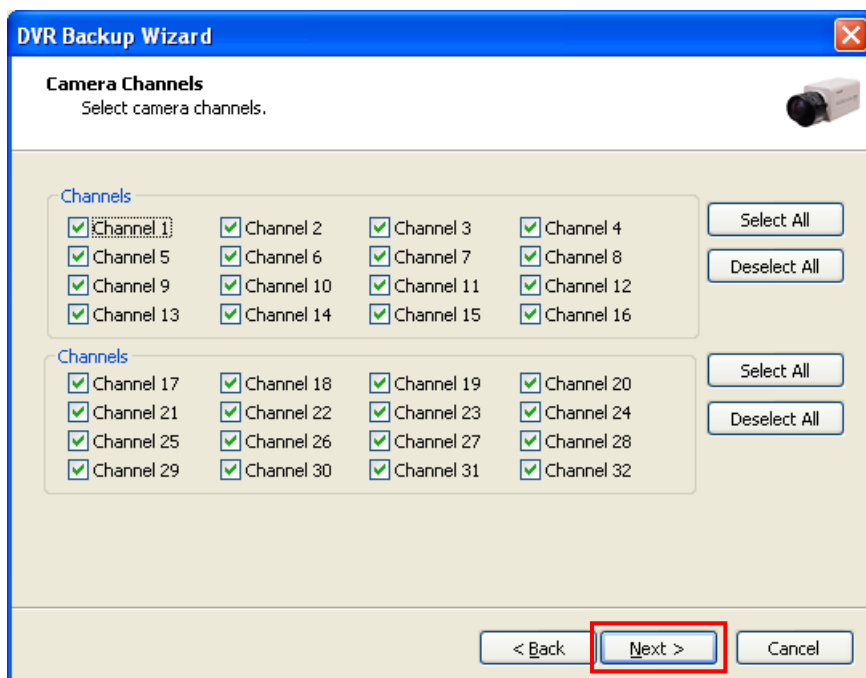 DVR Backup Wizard
Camera Channels
Select camera channels.
Channels
Channel 1 Channel 2 Channel 3 Channel 4
Channel 5 Channel 6 Channel 7 Channel 8
Channel 9 Channel 10 Channel 11 Channel 12
Channel 13 Channel 14 Channel 15 Channel 16
Select All
Deselect All
Channels
Channel 17 Channel 18 Channel 19 Channel 20
Channel 21 Channel 22 Channel 23 Channel 24
Channel 25 Channel 26 Channel 27 Channel 28
Channel 29 Channel 30 Channel 31 Channel 32
Select All
Deselect All
< Back Next > Cancel